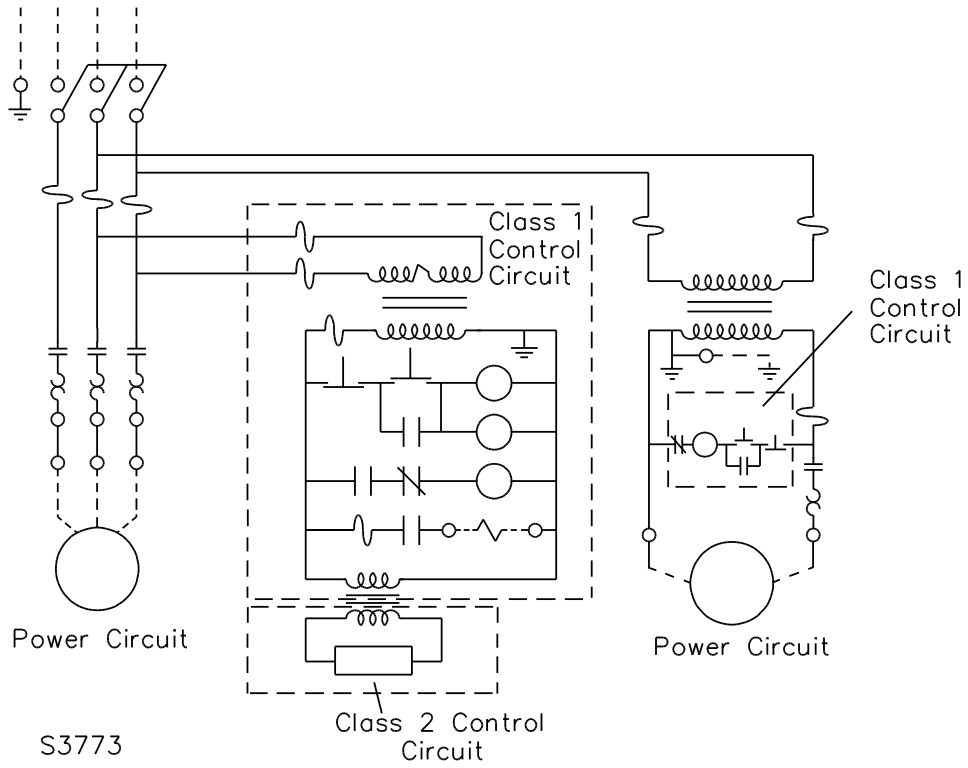 Class 1
Control
Circuit
Class 1
Control
Circuit
Power Circuit
Power Circuit
Class 2 Control
Circuit
S3773